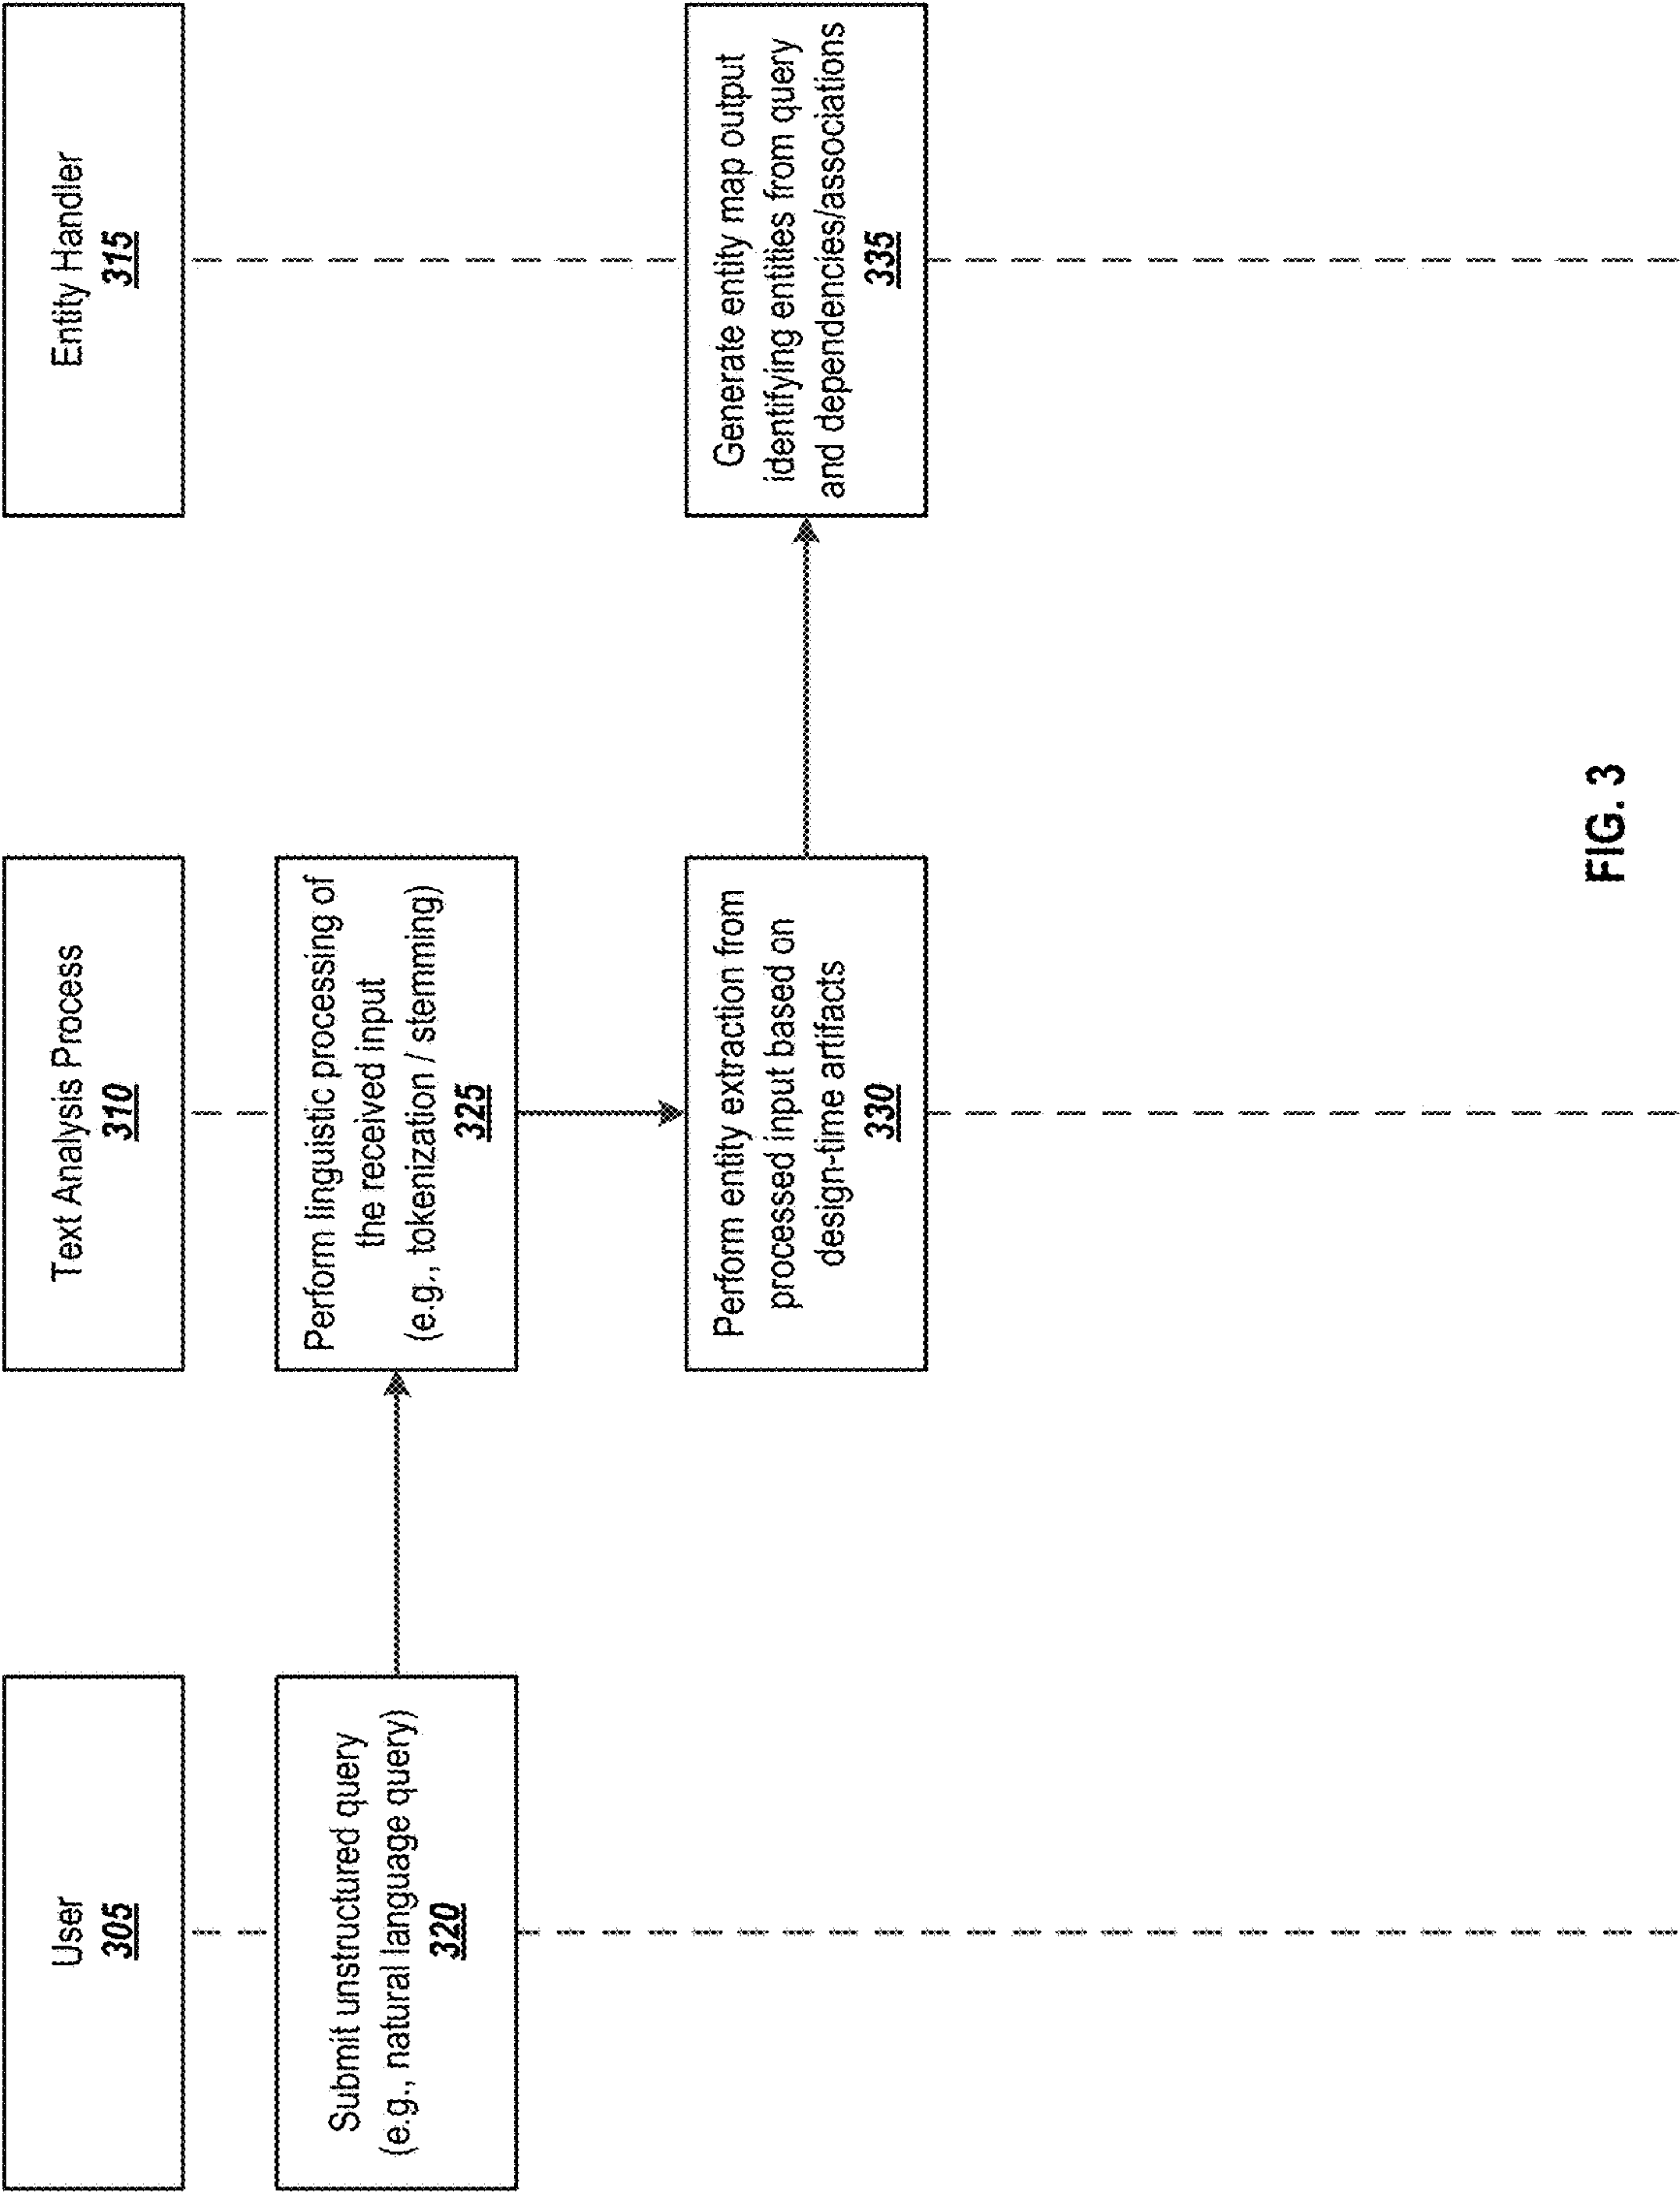 User
305
Text Analysis Process
310
Entity Handler
315
Submit unstructured query
(e.g., natural language query)
320
Perform linguistic processing of
the received input
(e.g., tokenization / stemming)
325
Perform entity extraction from
processed input based on
design-time artifacts
330
Generate entity map output
identifying entities from query
and dependencies/associations
335
FIG. 3